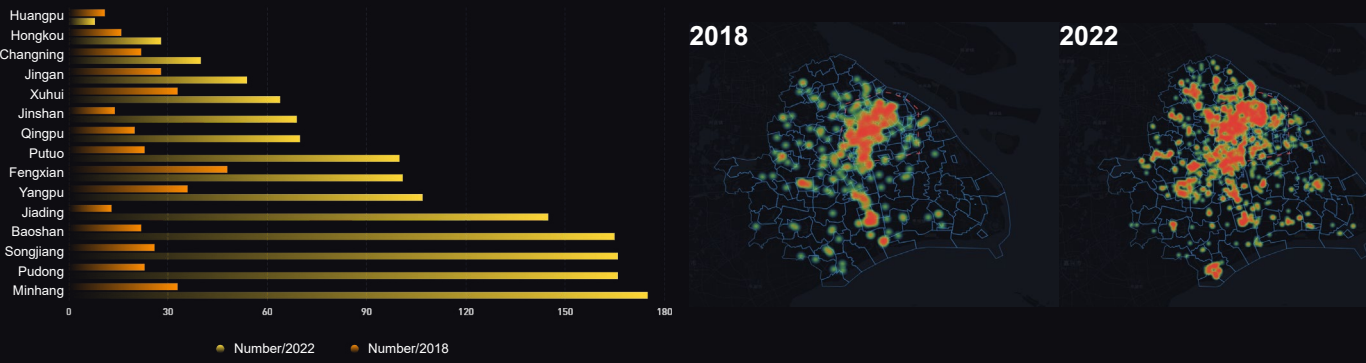 Huangpu
Hongkou
Changning
Jingan
Xuhui
Jinshan
Qingpu
Putuo
Fengxian
Yangpu
Jiading
Baoshan
Songjiang
Pudong
Minhang
0 30 60 90 120 150 180
Number/2022 Number/2018
2018
2022